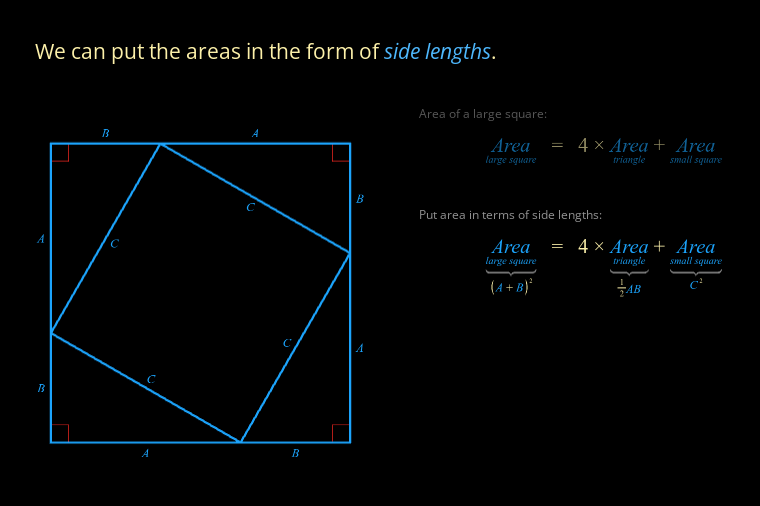 We can put the areas in the form of side lengths.
Area of a large square:
Area = 4 × Area + Area
large square triangle small square
Put area in terms of side lengths:
Area = 4 × Area + Area
large square triangle small square
(A + B)² ½AB C²
B A
B
C
A C
C A
C
B
A B